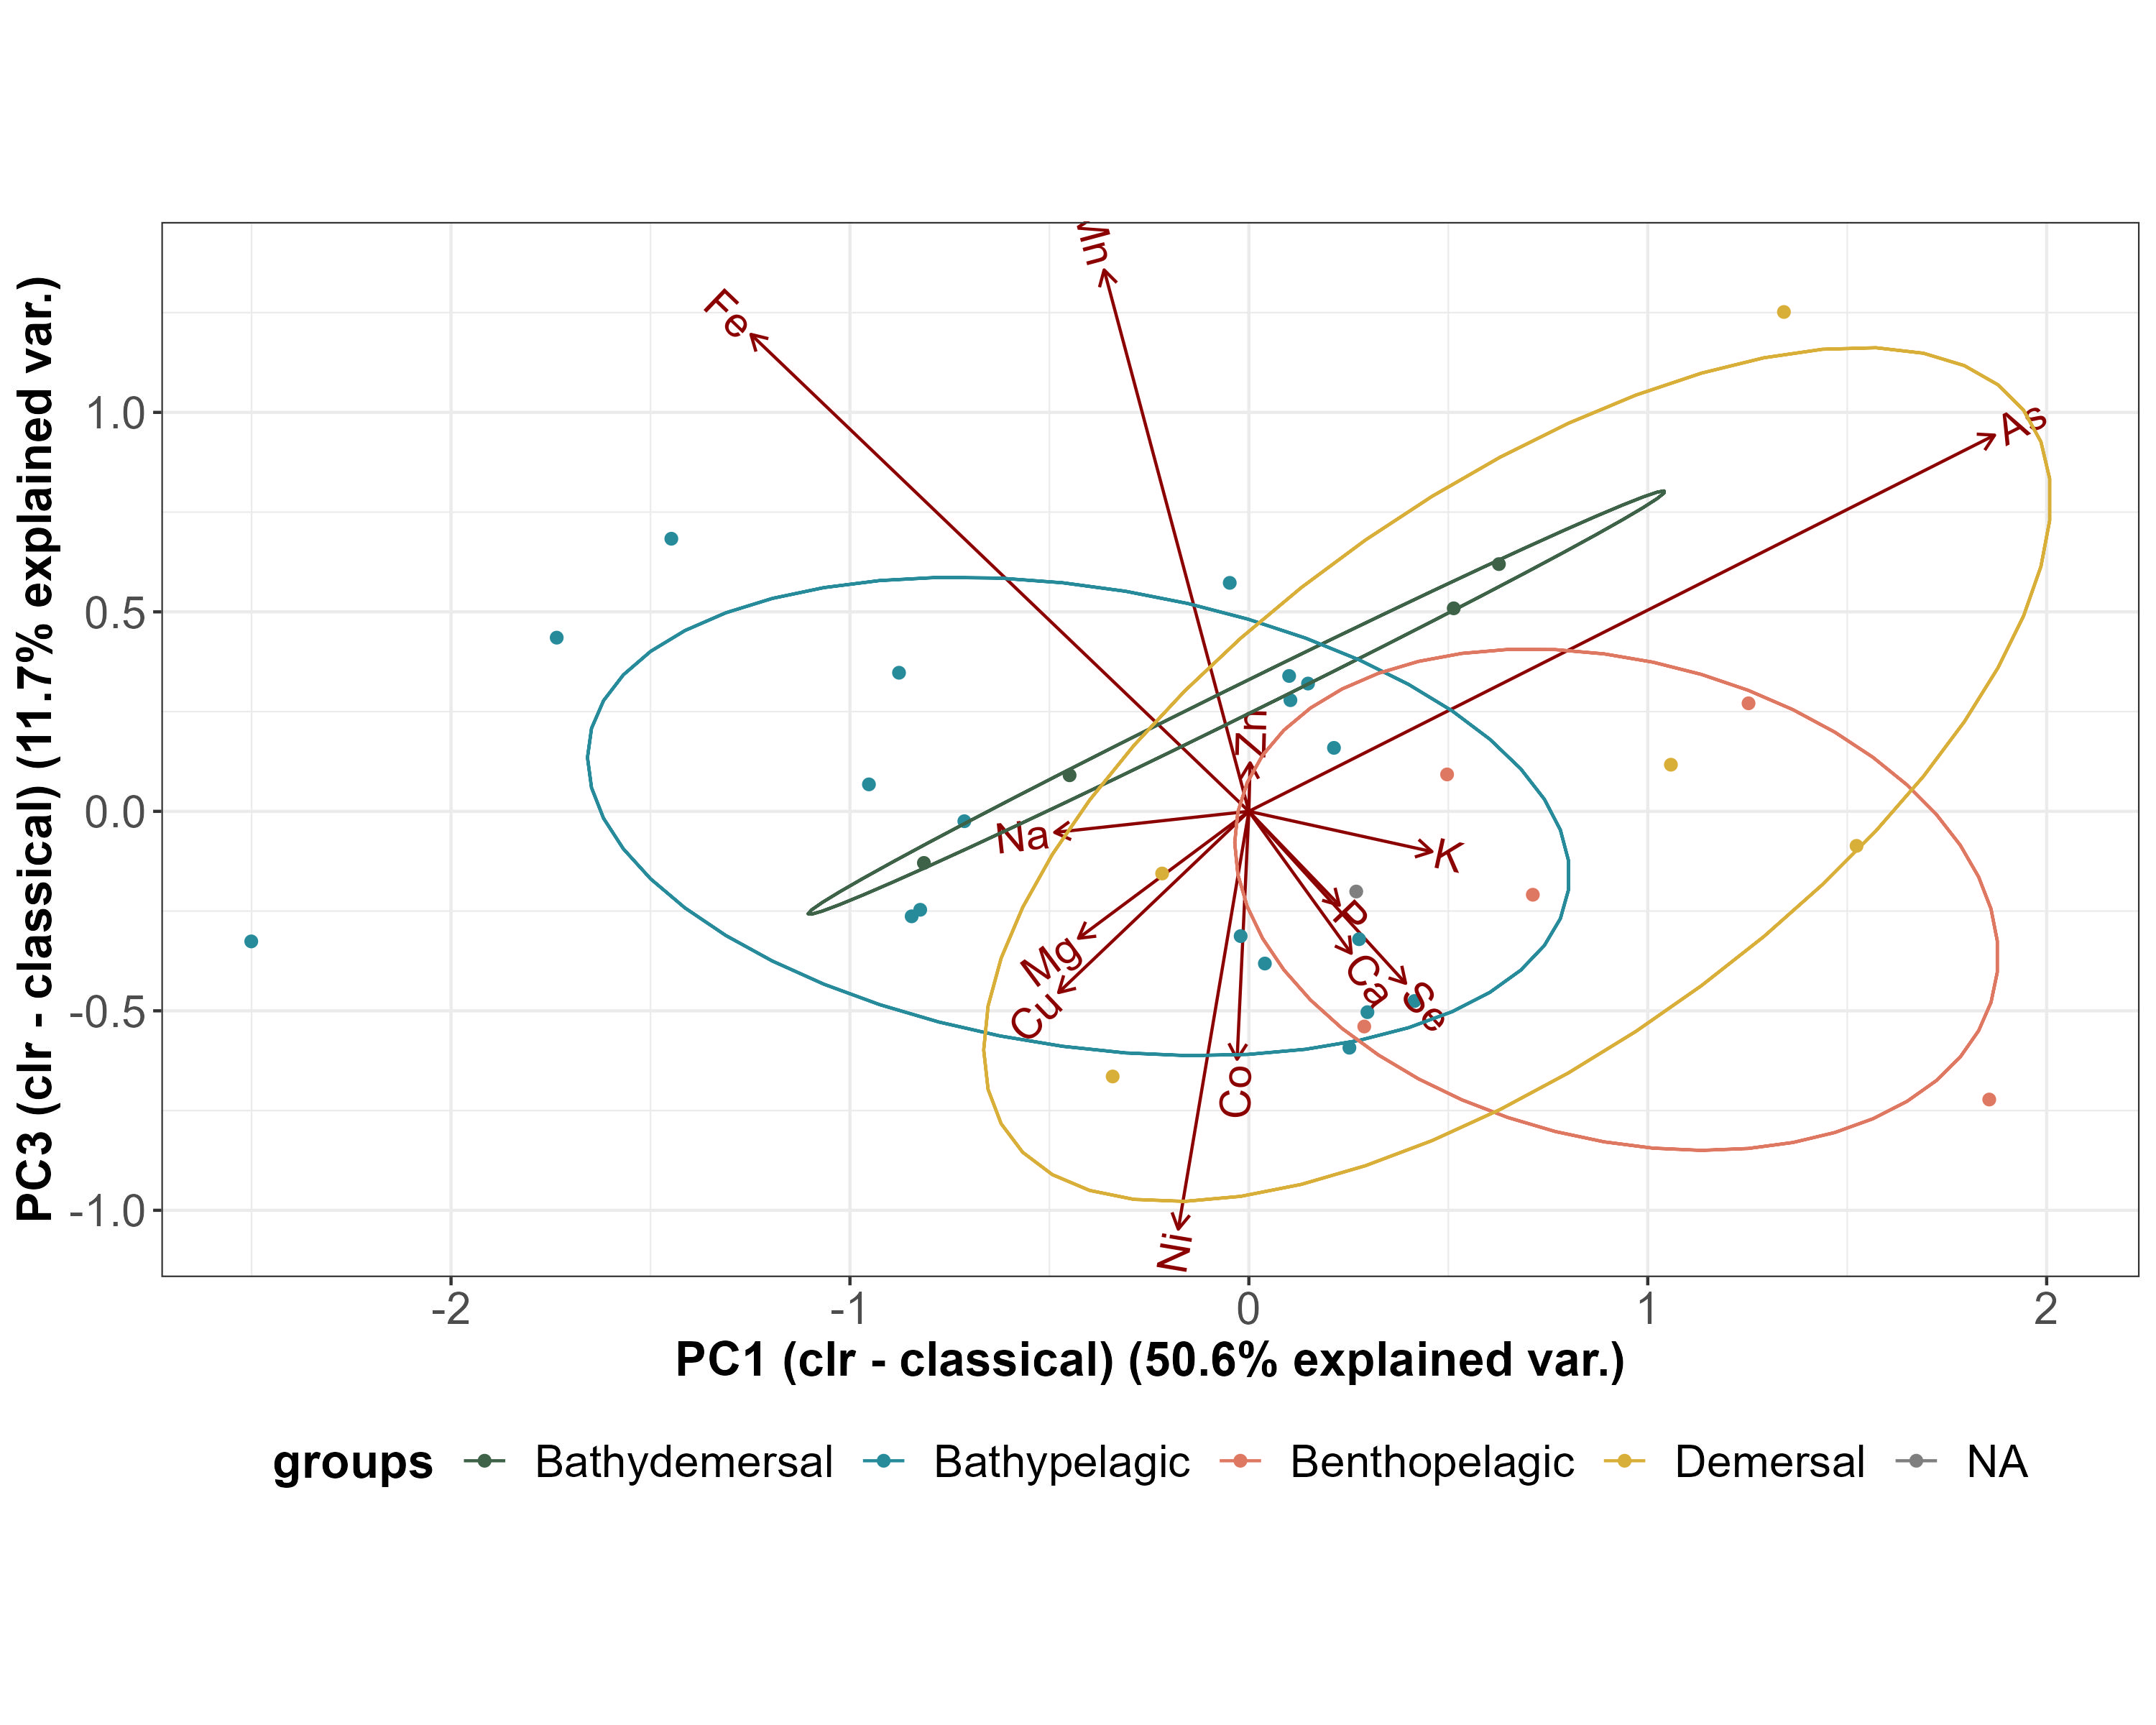 Mn
Fe
1.0
As
0.5
Zn
0.0
Na
K
P
Mg
Ca
Se
Cu
-0.5
Co
-1.0
Ni
PC3 (clr - classical) (11.7% explained var.)
-2 -1 0 1 2
PC1 (clr - classical) (50.6% explained var.)
groups Bathydemersal Bathypelagic Benthopelagic Demersal NA